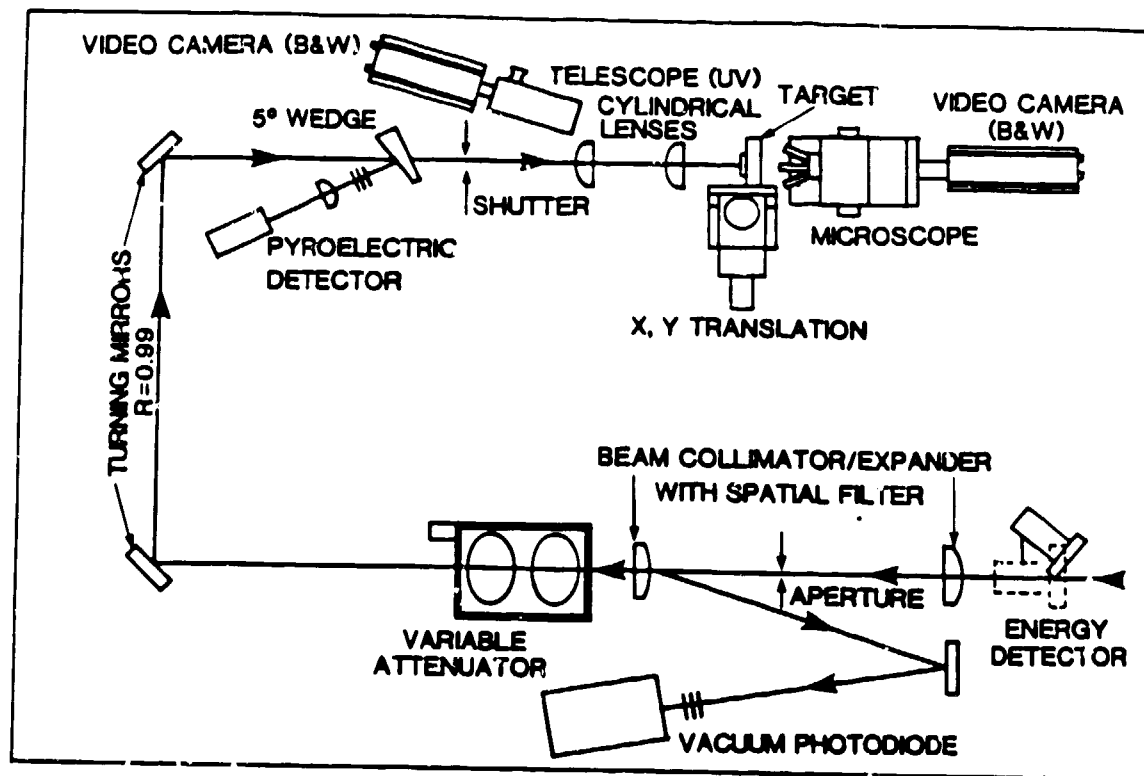 VIDEO CAMERA (B&W)
TELESCOPE (UV)
CYLINDRICAL
LENSES
TARGET
VIDEO CAMERA
(B&W)
5° WEDGE
SHUTTER
PYROELECTRIC
DETECTOR
MICROSCOPE
X, Y TRANSLATION
TURNING MIRRORS
R=0.99
BEAM COLLIMATOR/EXPANDER
WITH SPATIAL FILTER
APERTURE
ENERGY
DETECTOR
VARIABLE
ATTENUATOR
VACUUM PHOTODIODE